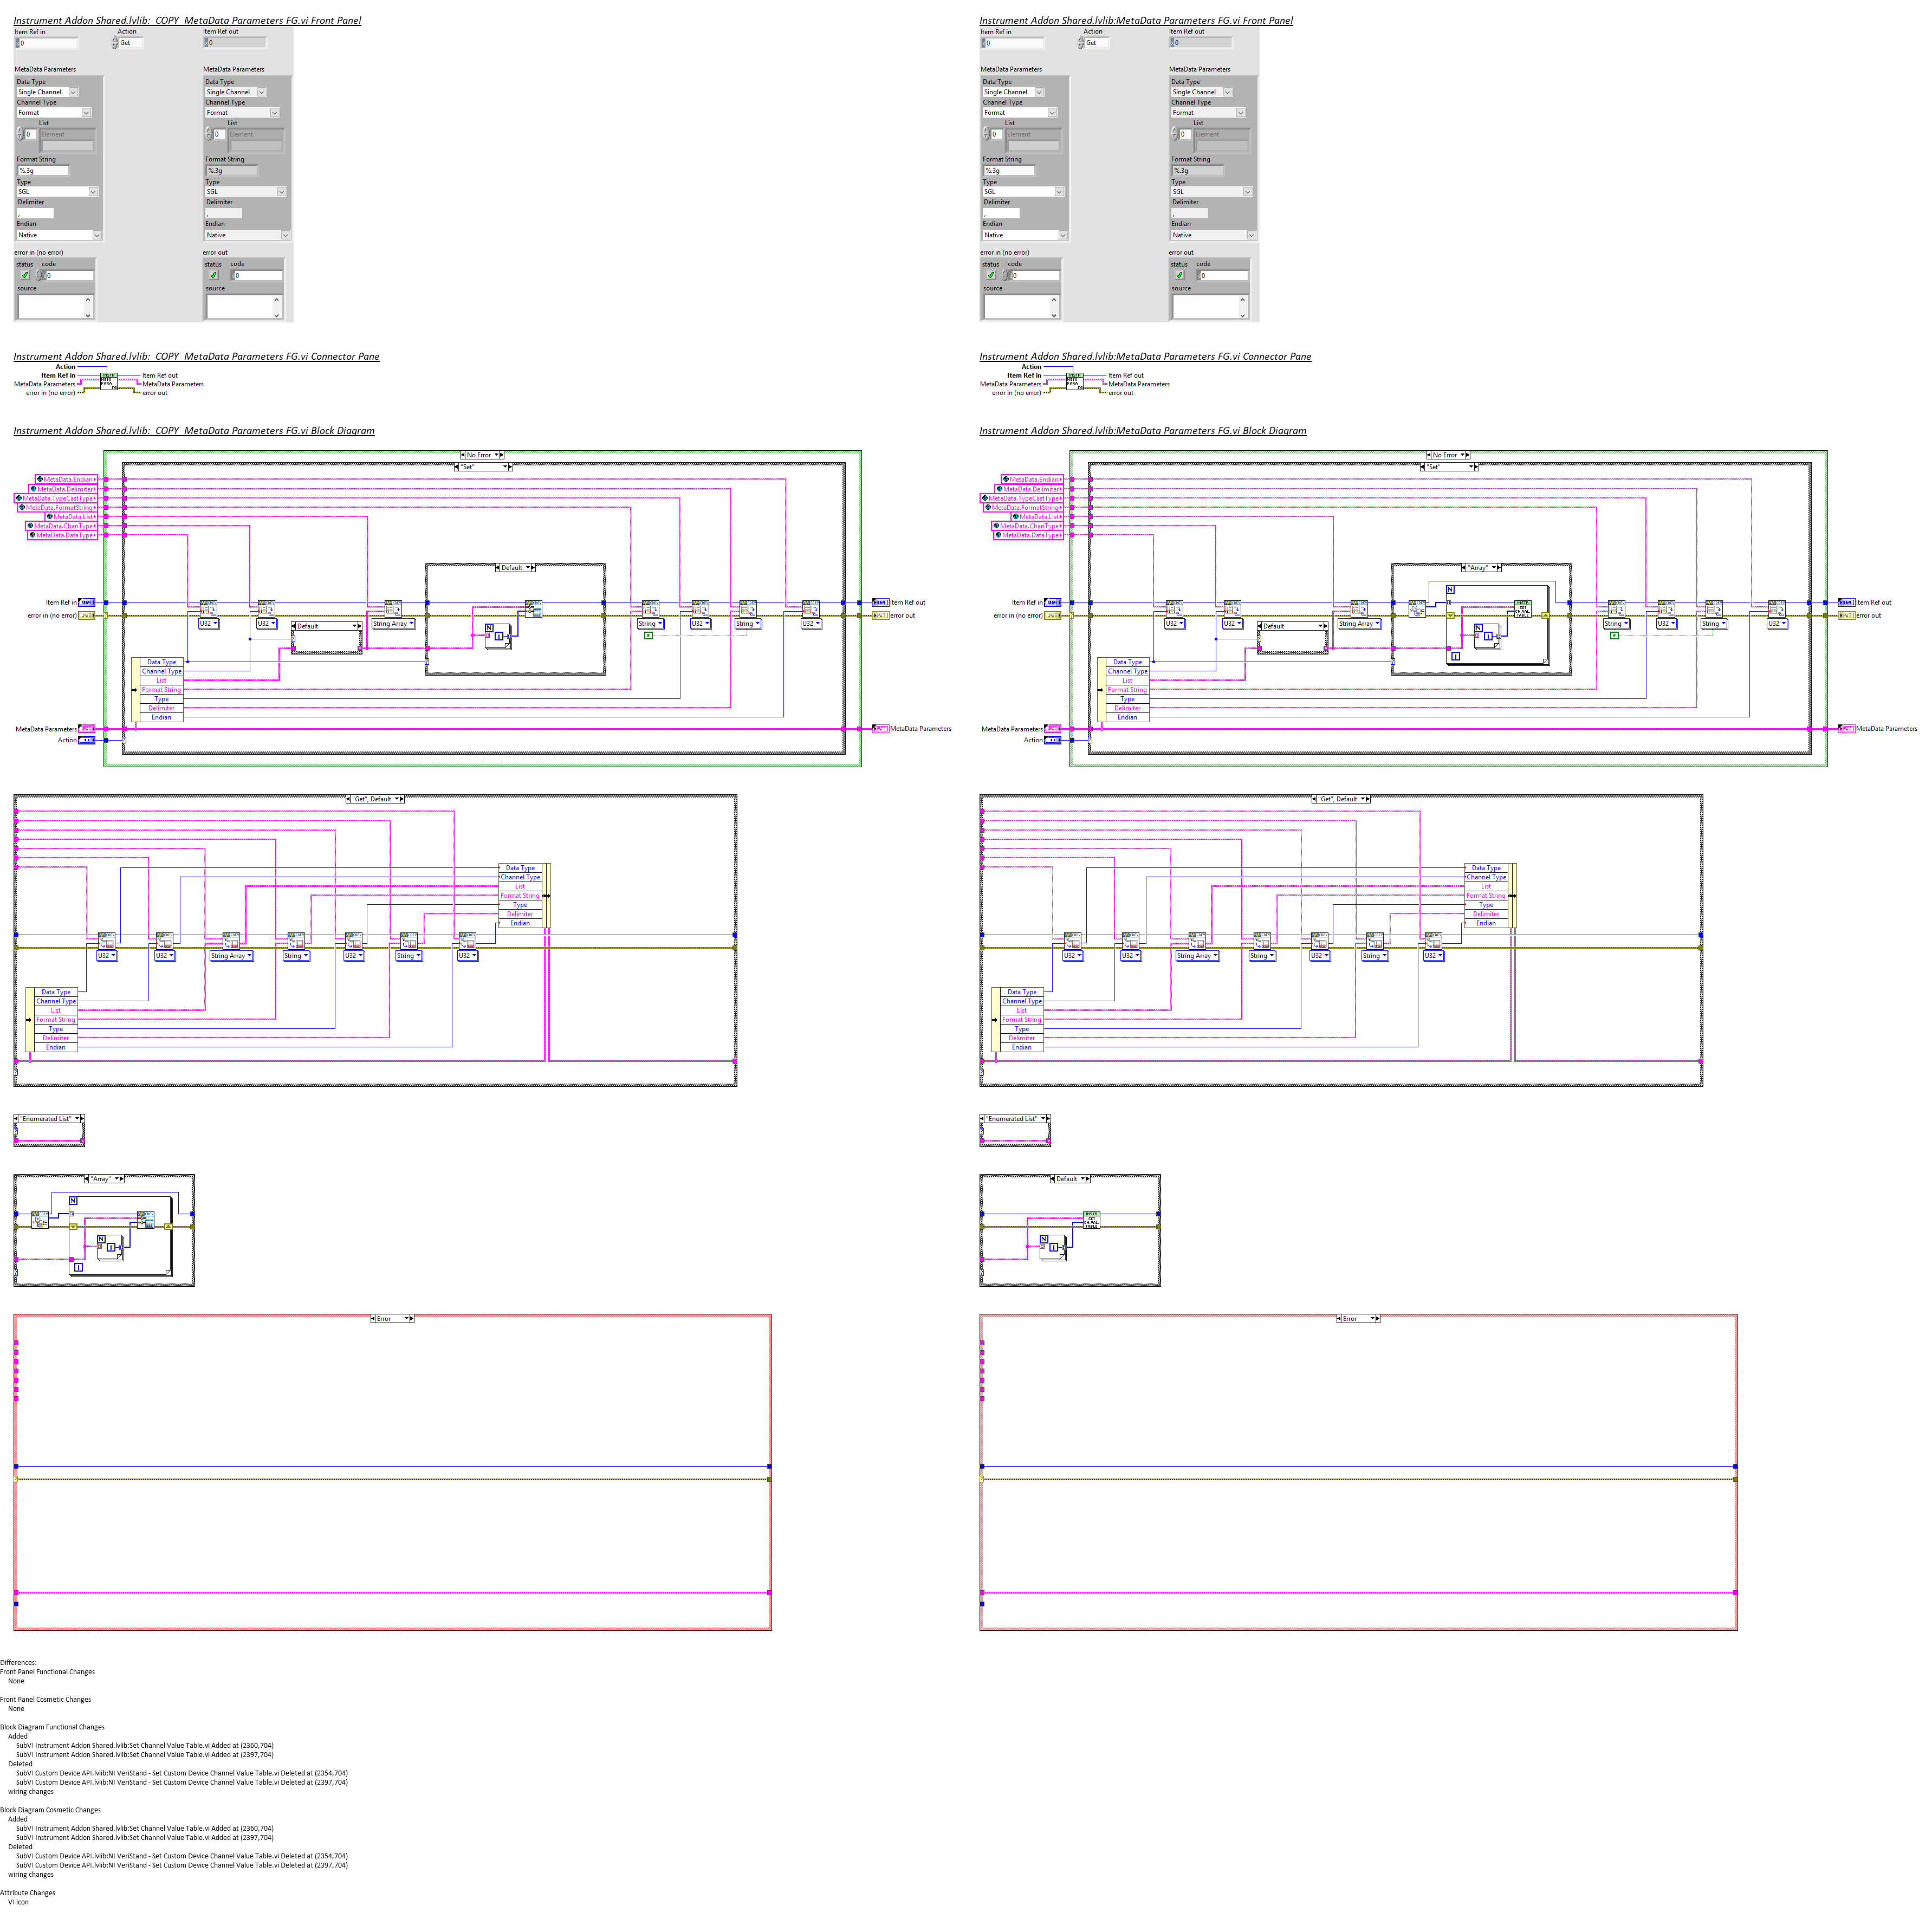 Instrument Addon Shared.lvlib:_COPY_MetaData Parameters FG.vi Front Panel
Item Ref in
Action
Item Ref out
0
Get
0
MetaData Parameters
MetaData Parameters
Data Type
Data Type
Single Channel
Single Channel
Channel Type
Channel Type
Format
Format
List
List
0
Element
0
Element
Format String
Format String
%.3g
%.3g
Type
Type
SGL
SGL
Delimiter
Delimiter
,
,
Endian
Endian
Native
Native
error in (no error)
error out
status code
status code
0
0
source
source
Instrument Addon Shared.lvlib:MetaData Parameters FG.vi Front Panel
Item Ref in
Action
Item Ref out
0
Get
0
MetaData Parameters
MetaData Parameters
Data Type
Data Type
Single Channel
Single Channel
Channel Type
Channel Type
Format
Format
List
List
0
Element
0
Element
Format String
Format String
%.3g
%.3g
Type
Type
SGL
SGL
Delimiter
Delimiter
,
,
Endian
Endian
Native
Native
error in (no error)
error out
status code
status code
0
0
source
source
Instrument Addon Shared.lvlib:_COPY_MetaData Parameters FG.vi Connector Pane
Action
Item Ref in
Item Ref out
MetaData Parameters
MetaData Parameters
error in (no error)
error out
Instrument Addon Shared.lvlib:MetaData Parameters FG.vi Connector Pane
Action
Item Ref in
Item Ref out
MetaData Parameters
MetaData Parameters
error in (no error)
error out
Instrument Addon Shared.lvlib:_COPY_MetaData Parameters FG.vi Block Diagram
No Error
"Set"
MetaData.Endian
MetaData.Delimiter
MetaData.TypeCastType
MetaData.FormatString
MetaData.List
MetaData.ChanType
MetaData.DataType
Default
Item Ref in
Item Ref out
error in (no error)
error out
U32
U32
String Array
String
U32
String
U32
Default
N
i
F
Data Type
Channel Type
List
Format String
Type
Delimiter
Endian
MetaData Parameters
MetaData Parameters
Action
Instrument Addon Shared.lvlib:MetaData Parameters FG.vi Block Diagram
No Error
"Set"
MetaData.Endian
MetaData.Delimiter
MetaData.TypeCastType
MetaData.FormatString
MetaData.List
MetaData.ChanType
MetaData.DataType
"Array"
N
Item Ref in
Item Ref out
error in (no error)
error out
U32
U32
String Array
String
U32
String
U32
Default
N
i
i
F
Data Type
Channel Type
List
Format String
Type
Delimiter
Endian
MetaData Parameters
MetaData Parameters
Action
"Get", Default
Data Type
Channel Type
List
Format String
Type
Delimiter
Endian
U32
U32
String Array
String
U32
String
U32
Data Type
Channel Type
List
Format String
Type
Delimiter
Endian
"Get", Default
Data Type
Channel Type
List
Format String
Type
Delimiter
Endian
U32
U32
String Array
String
U32
String
U32
Data Type
Channel Type
List
Format String
Type
Delimiter
Endian
"Enumerated List"
"Enumerated List"
"Array"
N
N
i
i
Default
INSTR.
SET
CH.VAL.
TABLE
N
i
Error
Error
Differences:
Front Panel Functional Changes
None
Front Panel Cosmetic Changes
None
Block Diagram Functional Changes
Added
SubVI Instrument Addon Shared.lvlib:Set Channel Value Table.vi Added at (2360,704)
SubVI Instrument Addon Shared.lvlib:Set Channel Value Table.vi Added at (2397,704)
Deleted
SubVI Custom Device API.lvlib:NI VeriStand - Set Custom Device Channel Value Table.vi Deleted at (2354,704)
SubVI Custom Device API.lvlib:NI VeriStand - Set Custom Device Channel Value Table.vi Deleted at (2397,704)
wiring changes
Block Diagram Cosmetic Changes
Added
SubVI Instrument Addon Shared.lvlib:Set Channel Value Table.vi Added at (2360,704)
SubVI Instrument Addon Shared.lvlib:Set Channel Value Table.vi Added at (2397,704)
Deleted
SubVI Custom Device API.lvlib:NI VeriStand - Set Custom Device Channel Value Table.vi Deleted at (2354,704)
SubVI Custom Device API.lvlib:NI VeriStand - Set Custom Device Channel Value Table.vi Deleted at (2397,704)
wiring changes
Attribute Changes
VI icon